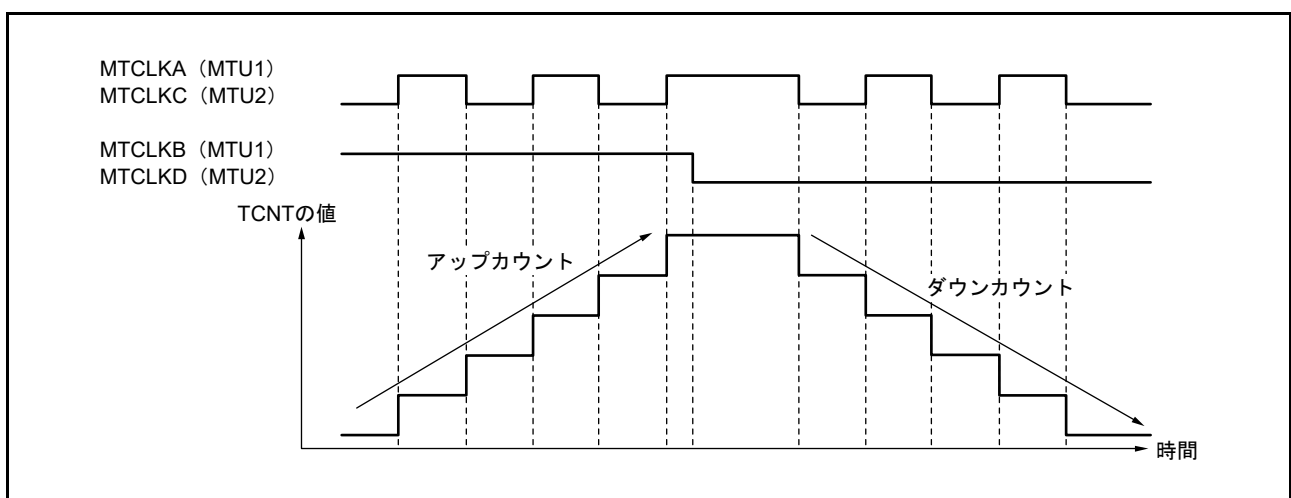 MTCLKA（MTU1）
MTCLKC（MTU2）
MTCLKB（MTU1）
MTCLKD（MTU2）
TCNTの値
アップカウント
ダウンカウント
時間